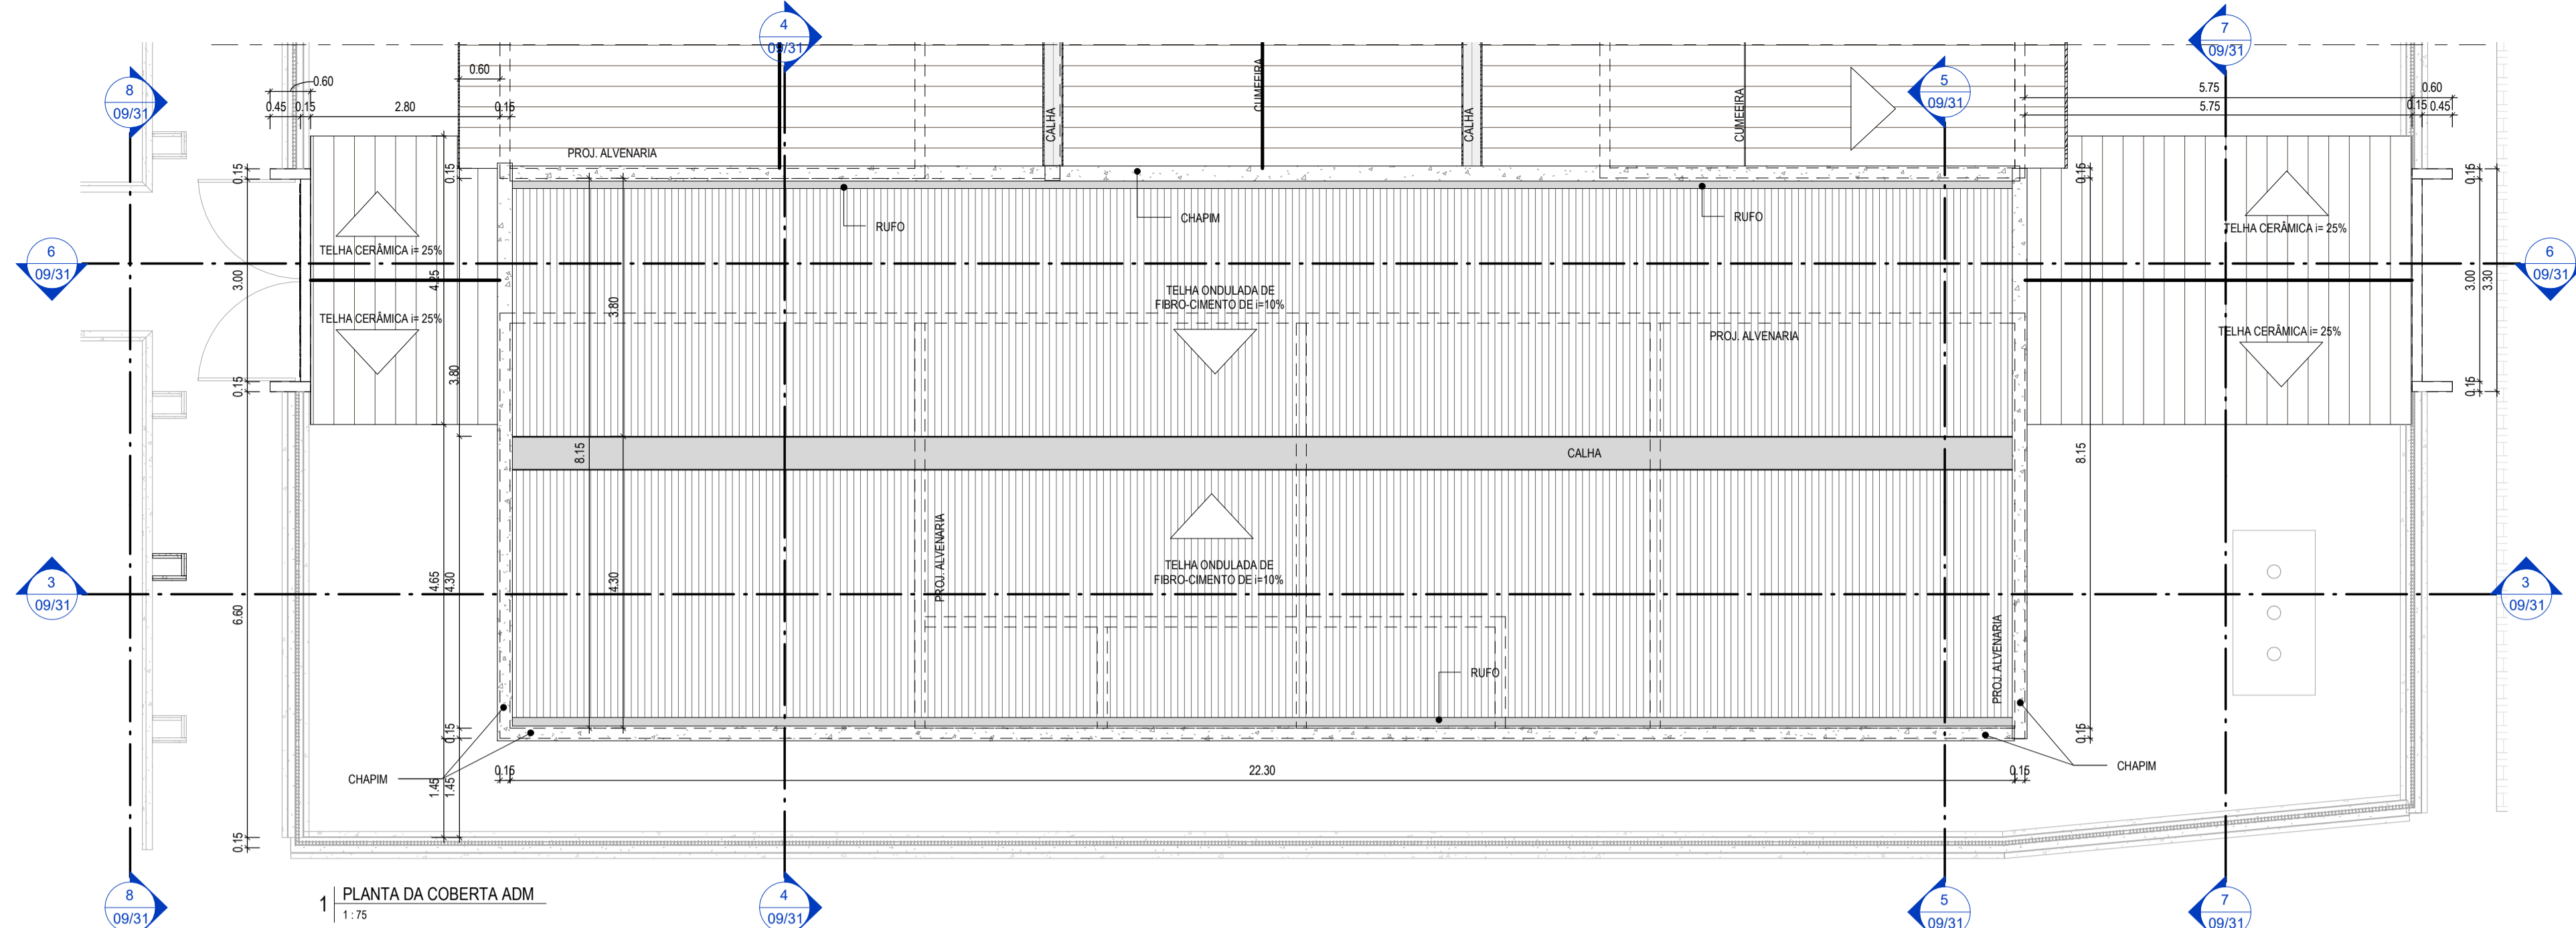 4
09/31
7
09/31
8
09/31
5
09/31
0.60
0.60
0.45
0.15
2.80
0.15
5.75
0.60
5.75
0.15
0.45
CALHA
CUMEEIRA
CALHA
CUMEEIRA
PROJ. ALVENARIA
0.15
0.15
0.15
0.15
RUFO
CHAPIM
RUFO
TELHA CERÂMICA i= 25%
TELHA CERÂMICA i= 25%
6
09/31
6
09/31
3.00
4.25
3.80
3.00
3.30
TELHA ONDULADA DE
FIBRO-CIMENTO DE i=10%
TELHA CERÂMICA i= 25%
TELHA CERÂMICA i= 25%
PROJ. ALVENARIA
0.15
3.80
0.15
8.15
CALHA
8.15
PROJ. ALVENARIA
TELHA ONDULADA DE
FIBRO-CIMENTO DE i=10%
4.65
4.30
4.30
3
09/31
3
09/31
6.60
PROJ. ALVENARIA
RUFO
0.15
0.15
CHAPIM
1.45
1.45
0.15
22.30
0.15
CHAPIM
0.15
1
PLANTA DA COBERTA ADM
1 : 75
8
09/31
4
09/31
5
09/31
7
09/31